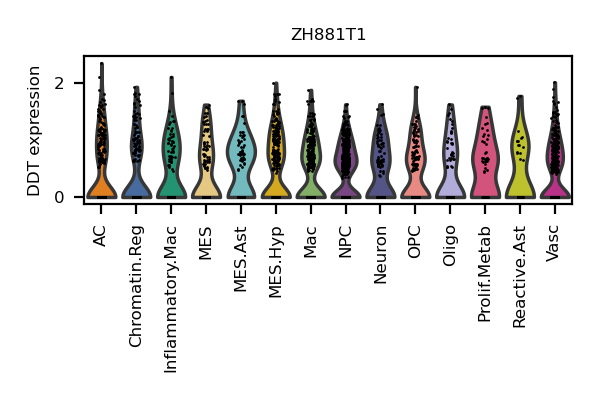 ZH881T1
DDT expression
2
0
AC
Chromatin.Reg
Inflammatory.Mac
MES
MES.Ast
MES.Hyp
Mac
NPC
Neuron
OPC
Oligo
Prolif.Metab
Reactive.Ast
Vasc